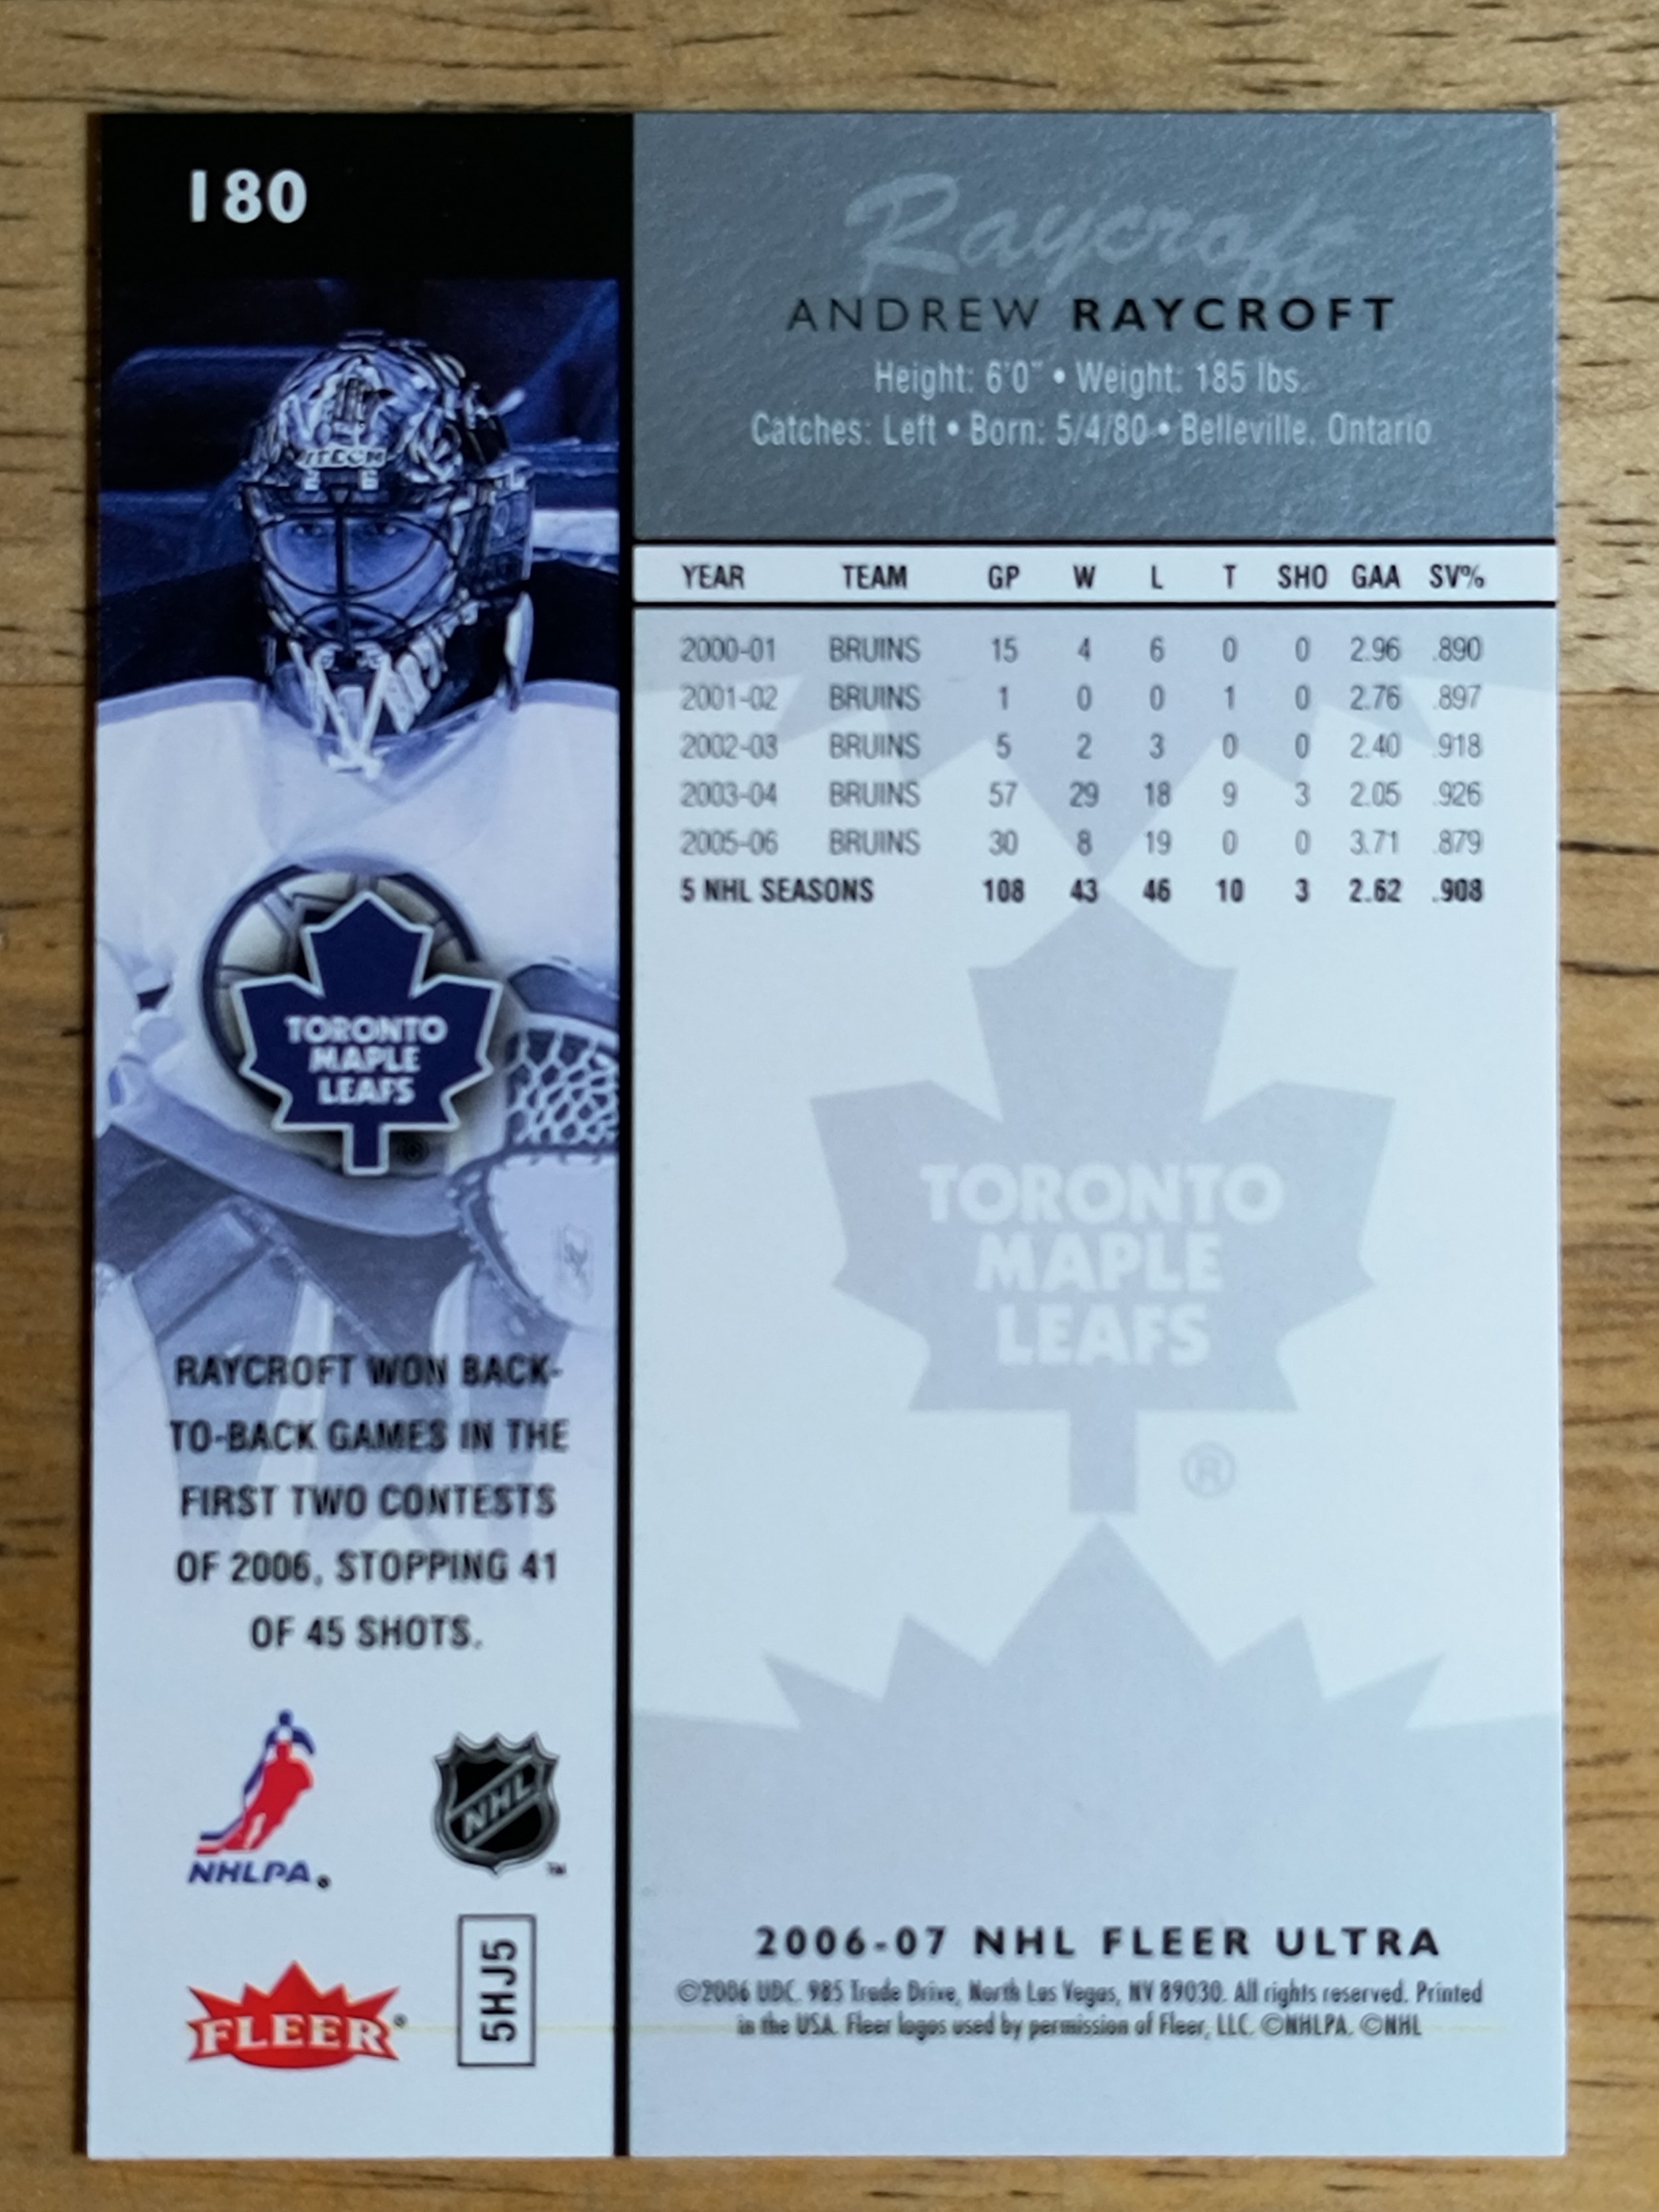 180
Raycroft
ANDREW RAYCROFT
Height: 6'0" • Weight: 185 lbs.
Catches: Left • Born: 5/4/80 • Belleville, Ontario
YEAR TEAM GP W L T SHO GAA SV%
2000-01 BRUINS 15 4 6 0 0 2.96 .890
2001-02 BRUINS 1 0 0 1 0 2.76 .897
2002-03 BRUINS 5 2 3 0 0 2.40 .918
2003-04 BRUINS 57 29 18 9 3 2.05 .926
2005-06 BRUINS 30 8 19 0 0 3.71 .879
5 NHL SEASONS 108 43 46 10 3 2.62 .908
ITECH
TORONTO
MAPLE
LEAFS
®
TORONTO
MAPLE
LEAFS
®
RAYCROFT WON BACK-
TO-BACK GAMES IN THE
FIRST TWO CONTESTS
OF 2006, STOPPING 41
OF 45 SHOTS.
NHLPA®
NHL™
FLEER®
5HJ5
2006-07 NHL FLEER ULTRA
©2006 UDC. 985 Trade Drive, North Las Vegas, NV 89030. All rights reserved. Printed
in the USA. Fleer logos used by permission of Fleer, LLC. ©NHLPA. ©NHL